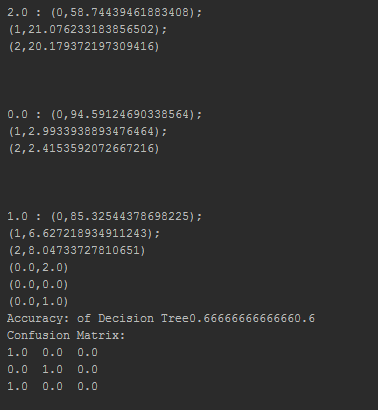 2.0 : (0,58.74439461883408);
(1,21.076233183856502);
(2,20.179372197309416)
0.0 : (0,94.59124690338564);
(1,2.9933938893476464);
(2,2.4153592072667216)
1.0 : (0,85.32544378698225);
(1,6.627218934911243);
(2,8.04733727810651)
(0.0,2.0)
(0.0,0.0)
(0.0,1.0)
Accuracy: of Decision Tree0.66666666666660.6
Confusion Matrix:
1.0 0.0 0.0
0.0 1.0 0.0
1.0 0.0 0.0